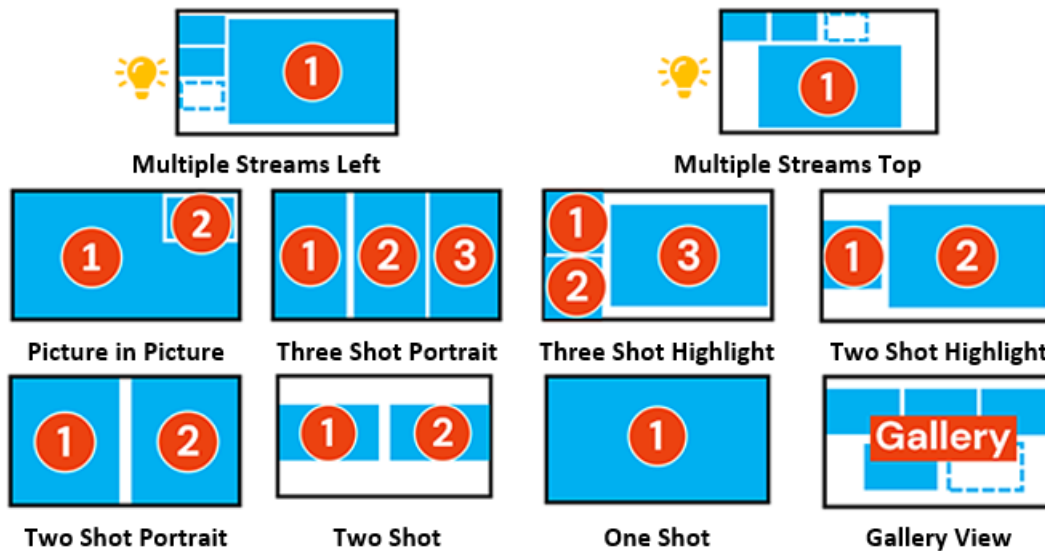 1
1
Multiple Streams Left
Multiple Streams Top
1
2
1
2
3
1
2
3
1
2
Picture in Picture
Three Shot Portrait
Three Shot Highlight
Two Shot Highlight
1
2
1
2
1
Gallery
Two Shot Portrait
Two Shot
One Shot
Gallery View